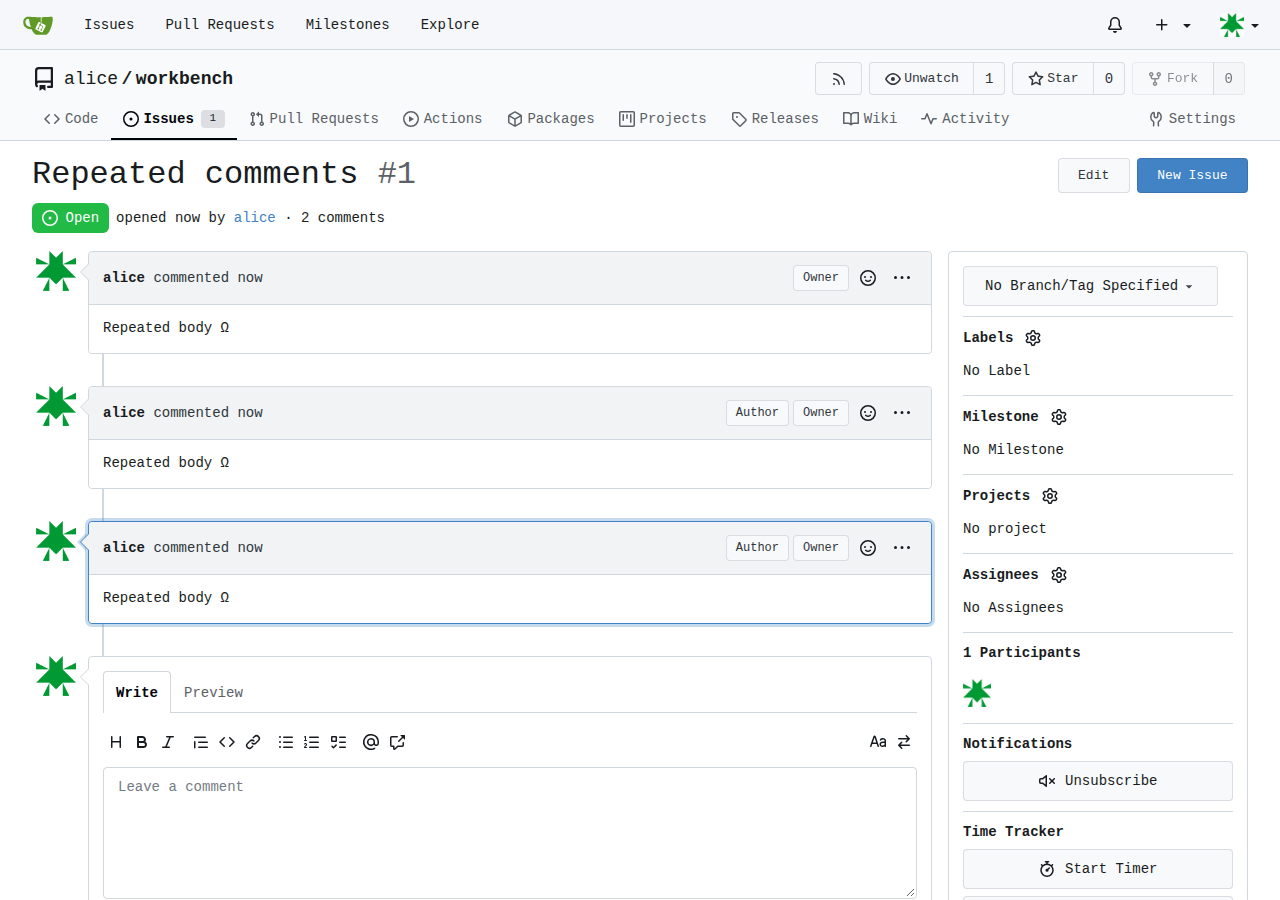 Issues Pull Requests Milestones Explore
alice / workbench
Unwatch 1 Star 0 Fork 0
Code Issues 1 Pull Requests Actions Packages Projects Releases Wiki Activity Settings
Repeated comments #1
Edit New Issue
Open opened now by alice · 2 comments
alice commented now Owner
Repeated body Ω
alice commented now Author Owner
Repeated body Ω
alice commented now Author Owner
Repeated body Ω
Write Preview
Leave a comment
No Branch/Tag Specified
Labels
No Label
Milestone
No Milestone
Projects
No project
Assignees
No Assignees
1 Participants
Notifications
Unsubscribe
Time Tracker
Start Timer